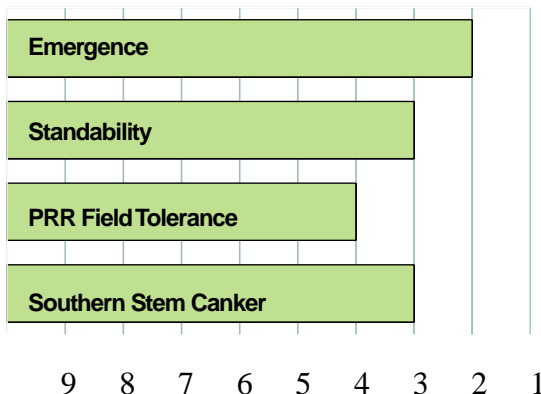 Emergence
Standability
PRR Field Tolerance
Southern Stem Canker
9 8 7 6 5 4 3 2 1